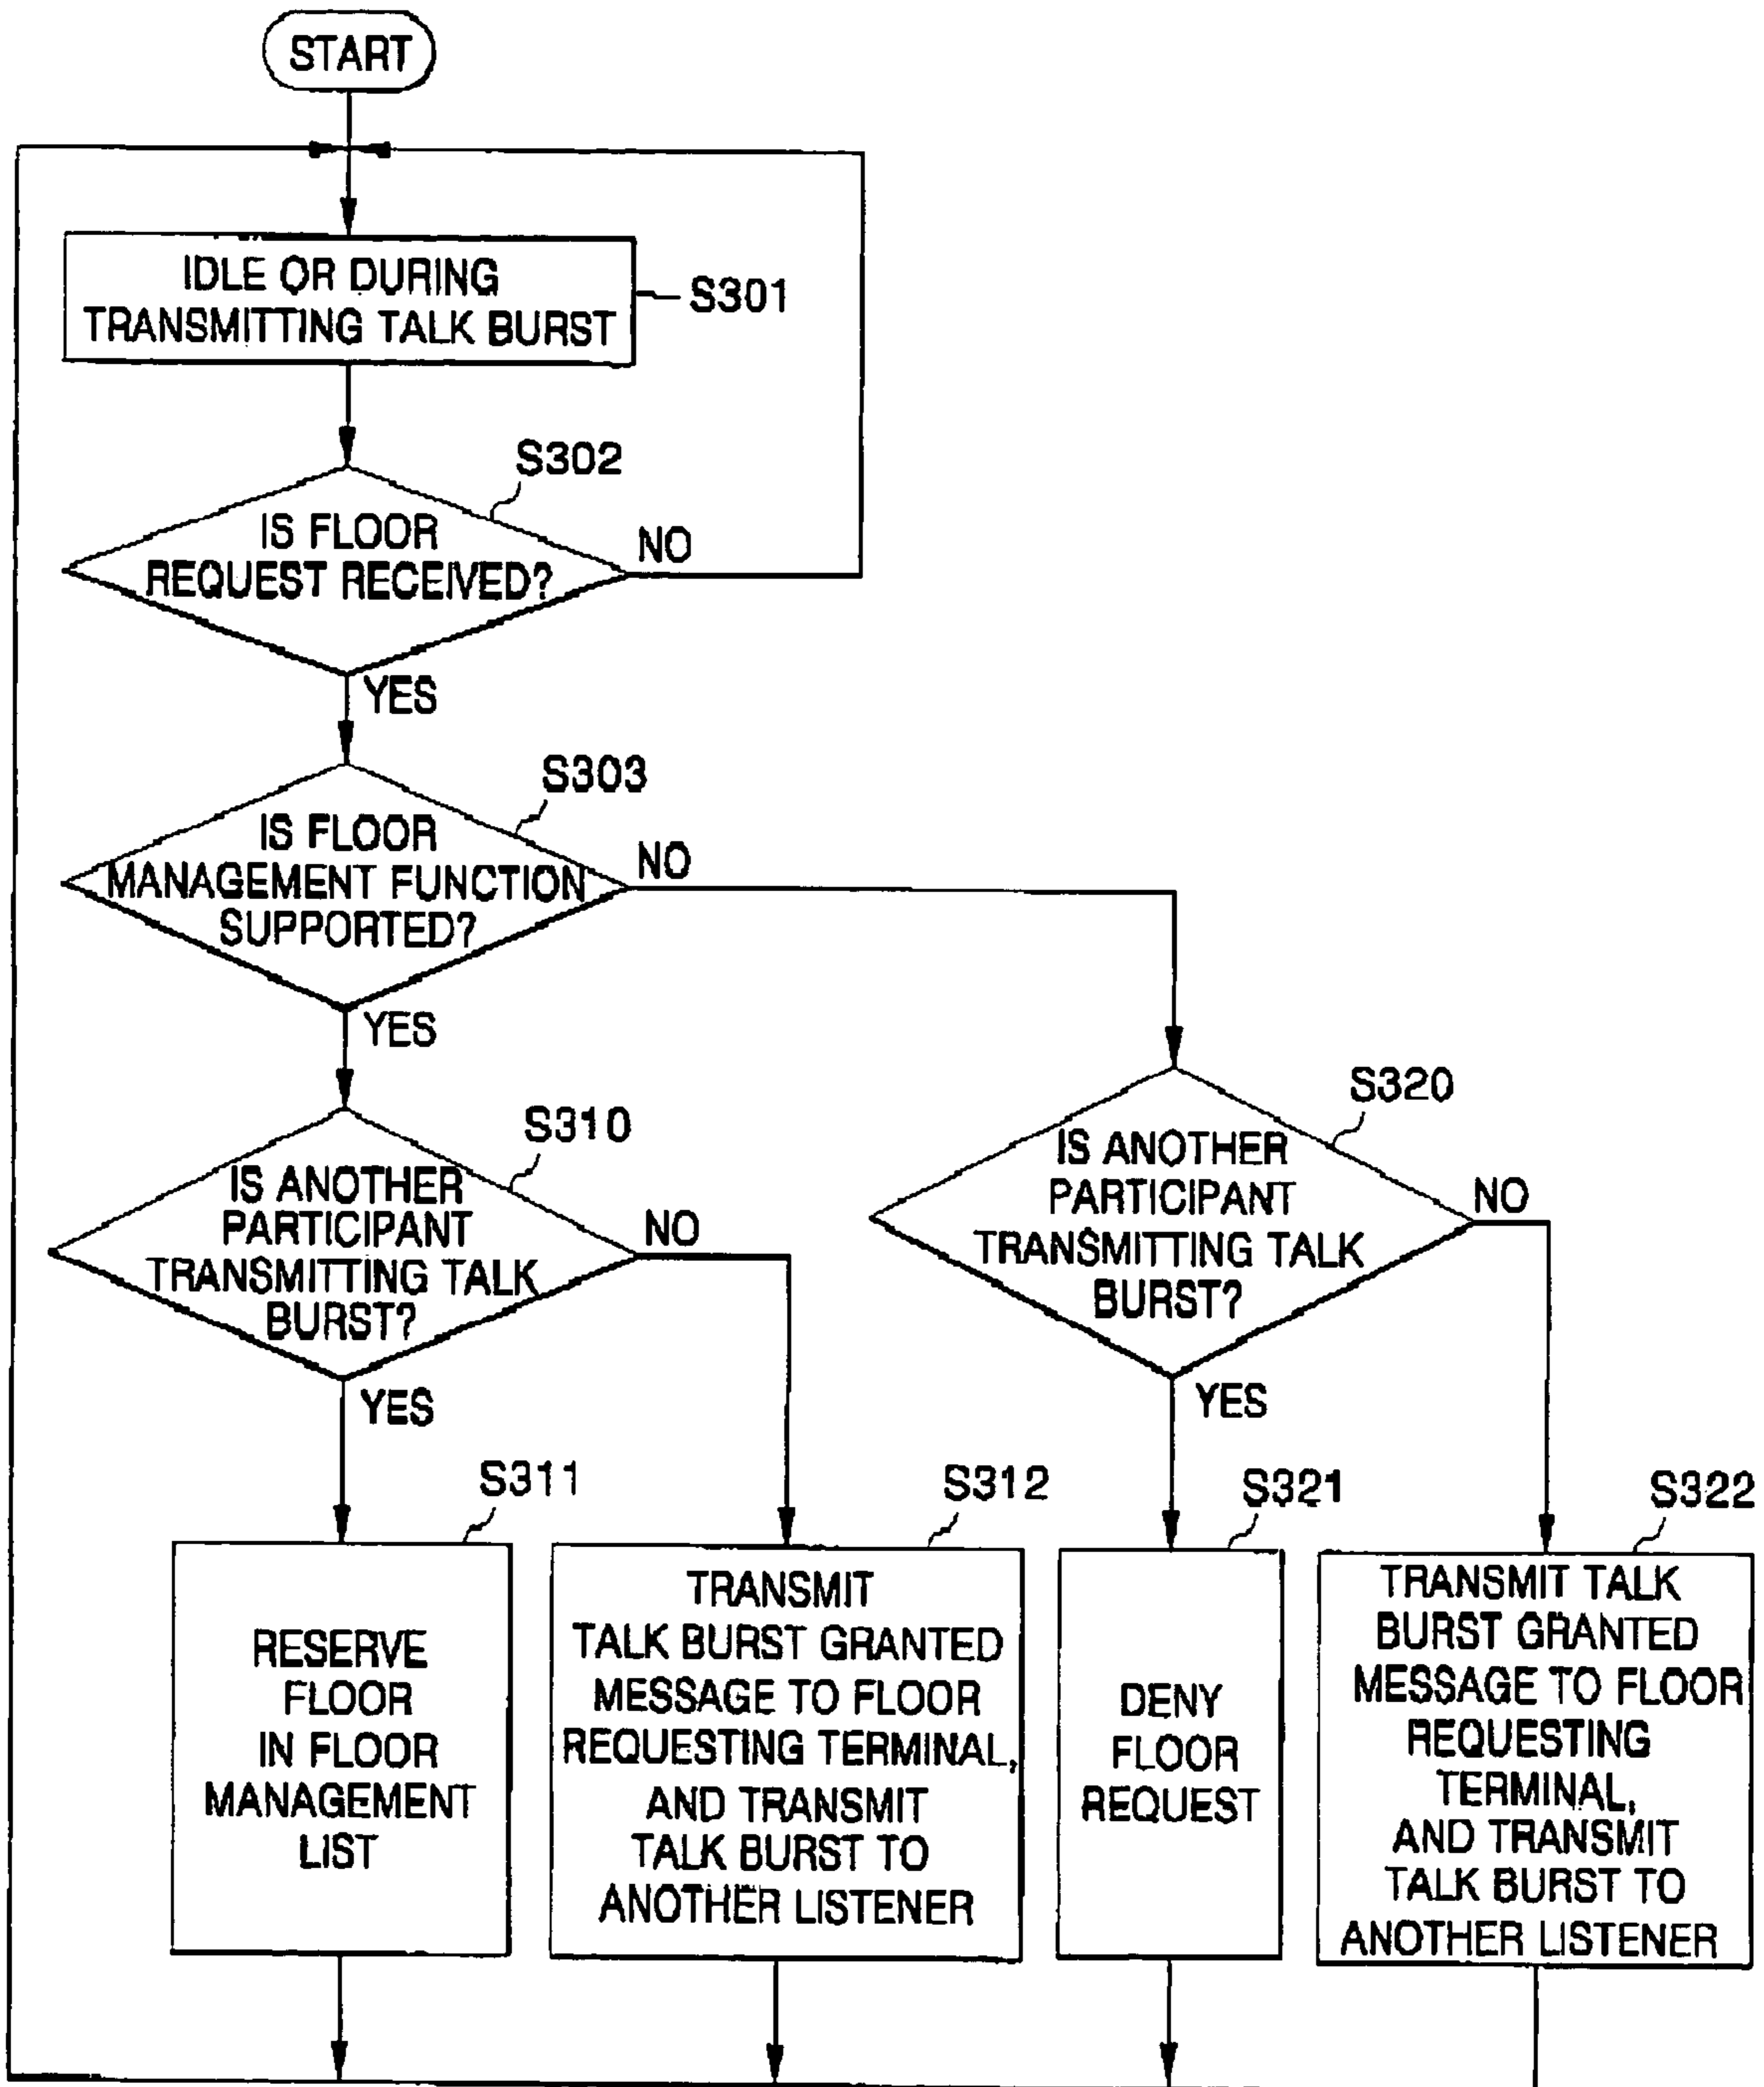 START
IDLE OR DURING
TRANSMITTING TALK BURST
S301
S302
IS FLOOR
REQUEST RECEIVED?
NO
YES
S303
IS FLOOR
MANAGEMENT FUNCTION
SUPPORTED?
NO
YES
S310
IS ANOTHER
PARTICIPANT
TRANSMITTING TALK
BURST?
NO
YES
S320
IS ANOTHER
PARTICIPANT
TRANSMITTING TALK
BURST?
NO
YES
S311
RESERVE
FLOOR
IN FLOOR
MANAGEMENT
LIST
S312
TRANSMIT
TALK BURST GRANTED
MESSAGE TO FLOOR
REQUESTING TERMINAL,
AND TRANSMIT
TALK BURST TO
ANOTHER LISTENER
S321
DENY
FLOOR
REQUEST
S322
TRANSMIT TALK
BURST GRANTED
MESSAGE TO FLOOR
REQUESTING
TERMINAL,
AND TRANSMIT
TALK BURST TO
ANOTHER LISTENER